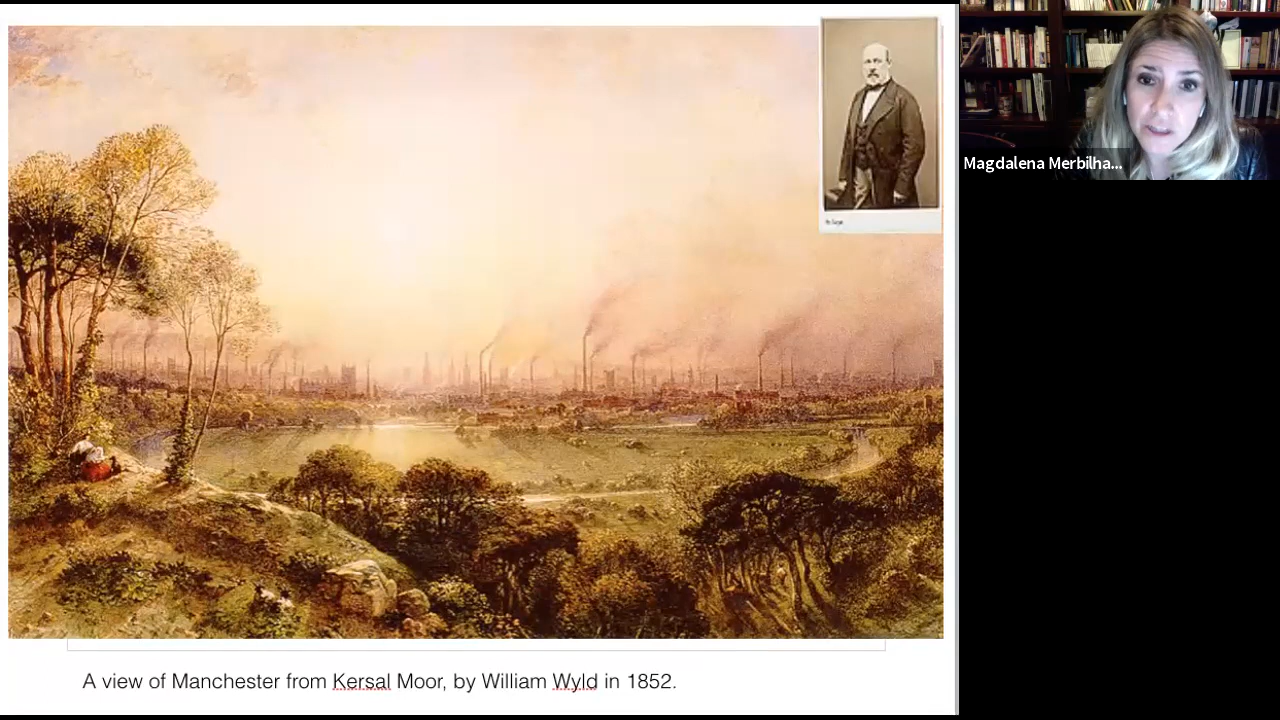 Magdalena Merbilha...
A view of Manchester from Kersal Moor, by William Wyld in 1852.